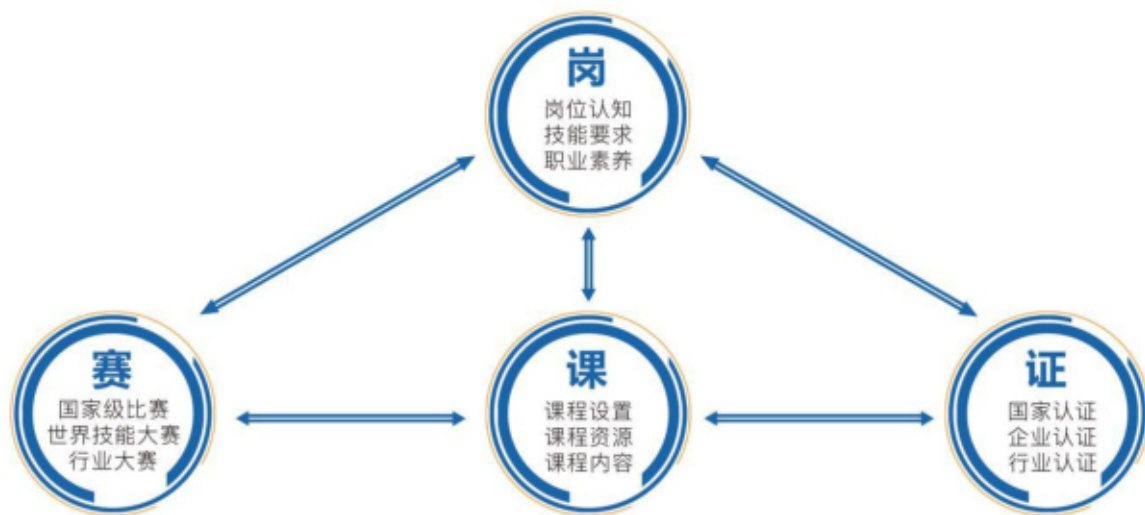 岗
岗位认知
技能要求
职业素养
赛
国家级比赛
世界技能大赛
行业大赛
课
课程设置
课程资源
课程内容
证
国家认证
企业认证
行业认证